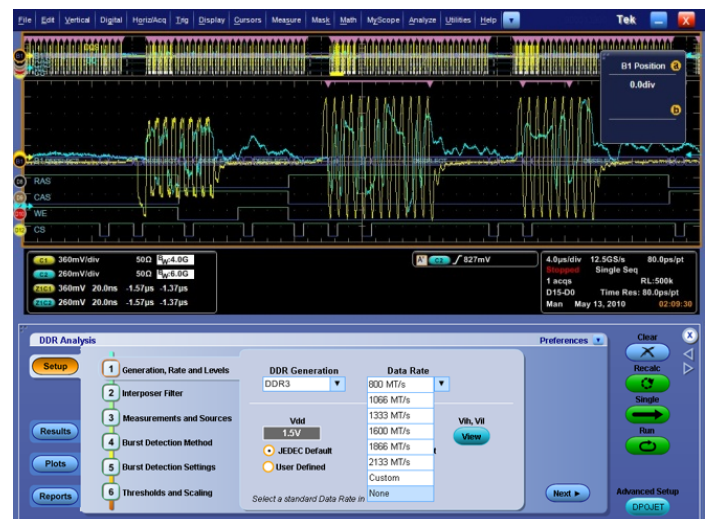 File Edit Vertical Digital Horiz/Acq Trig Display Cursors Measure Mask Math MyScope Analyze Utilities Help Tek X
DQS
B1 Position a
0.0div
b
RAS
CAS
WE
CS
C1 360mV/div 50Ω BW:4.0G
C2 260mV/div 50Ω BW:6.0G
Z1C1 360mV 20.0ns -1.57µs -1.37µs
Z1C2 260mV 20.0ns -1.57µs -1.37µs
A' C2 827mV
4.0µs/div 12.5GS/s 80.0ps/pt
Stopped Single Seq
1 acqs RL:500k
D15-D0 Time Res: 80.0ps/pt
Man May 13, 2010 02:09:30
DDR Analysis Preferences Clear X
Setup 1 Generation, Rate and Levels DDR Generation Data Rate
Recalc
DDR3 800 MT/s
2 Interposer Filter 1066 MT/s
Single
3 Measurements and Sources 1333 MT/s
Vdd 1600 MT/s Vih, Vil
Results 1.5V View Run
4 Burst Detection Method 1866 MT/s
JEDEC Default t
Plots 5 Burst Detection Settings User Defined 2133 MT/s
Custom
Reports 6 Thresholds and Scaling None Next Advanced Setup
Select a standard Data Rate in
DPOJET